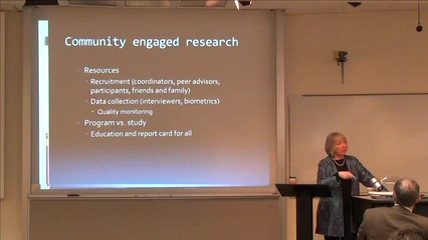 Community engaged research
Resources
Recruitment (coordinators, peer advisors,
participants, friends and family)
Data collection (interviewers, biometrics)
Quality monitoring
Program vs. study
Education and report card for all